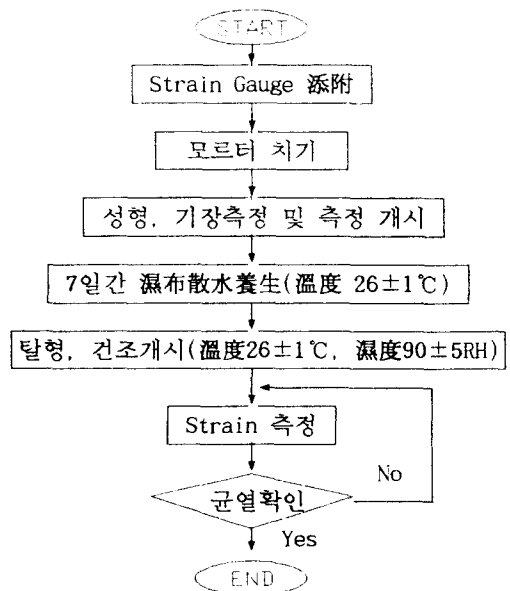 START
Strain Gauge 添附
모르터 치기
성형, 기장측정 및 측정 개시
7일간 濕布散水養生(溫度 26±1℃)
탈형, 건조개시(溫度26±1℃, 濕度90±5RH)
Strain 측정
No
균열확인
Yes
END